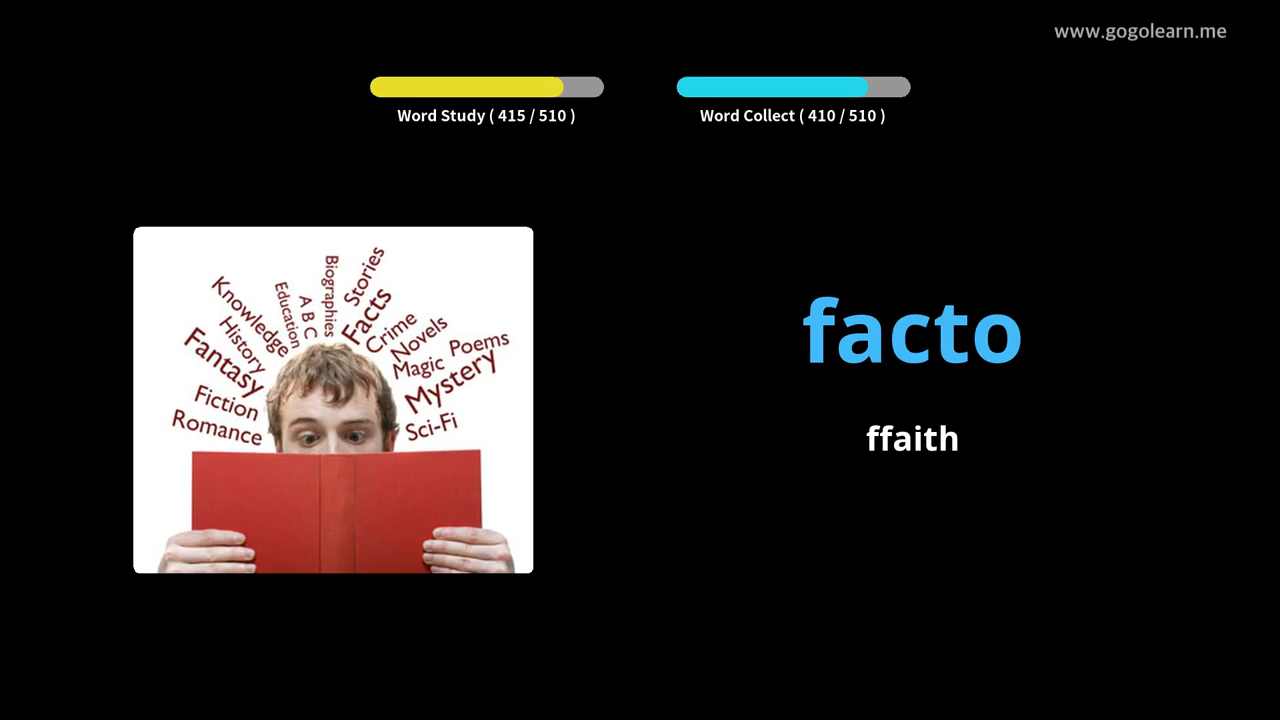 www.gogolearn.me
Word Study ( 415 / 510 )
Word Collect ( 410 / 510 )
Biographies
Stories
Education
A B C
Facts
Knowledge
History
Crime
Novels
Fantasy
Magic
Poems
Mystery
Fiction
Romance
Sci-Fi
facto
ffaith